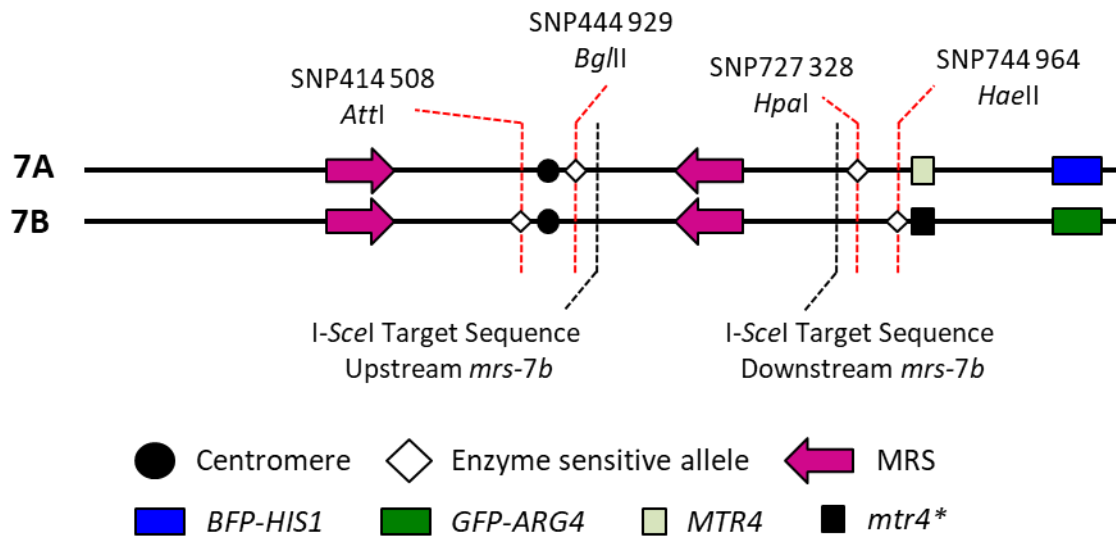 SNP414 508
AttI
SNP444 929
BglII
SNP727 328
HpaI
SNP744 964
HaeII
7A
7B
I-SceI Target Sequence
Upstream mrs-7b
I-SceI Target Sequence
Downstream mrs-7b
Centromere
Enzyme sensitive allele
MRS
BFP-HIS1
GFP-ARG4
MTR4
mtr4*